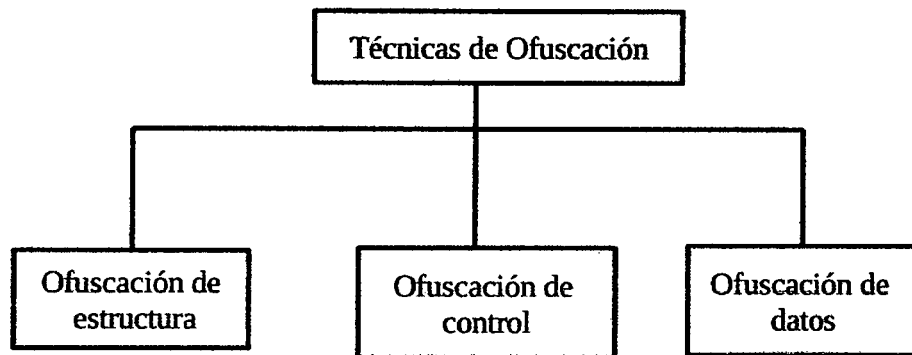 Técnicas de Ofuscación
Ofuscación de
estructura
Ofuscación de
control
Ofuscación de
datos